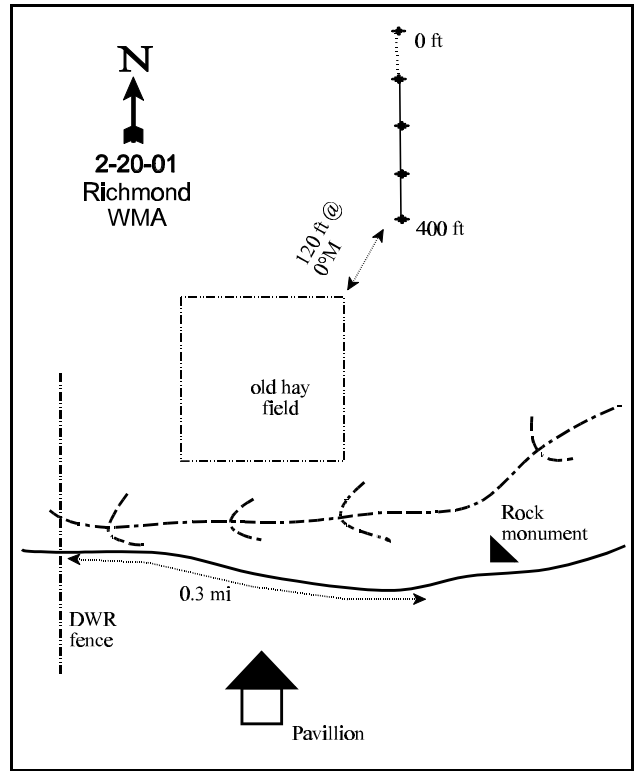 0 ft
N
2-20-01
Richmond
WMA
400 ft
120 ft @
0°M
old hay
field
Rock
monument
0.3 mi
DWR
fence
Pavillion